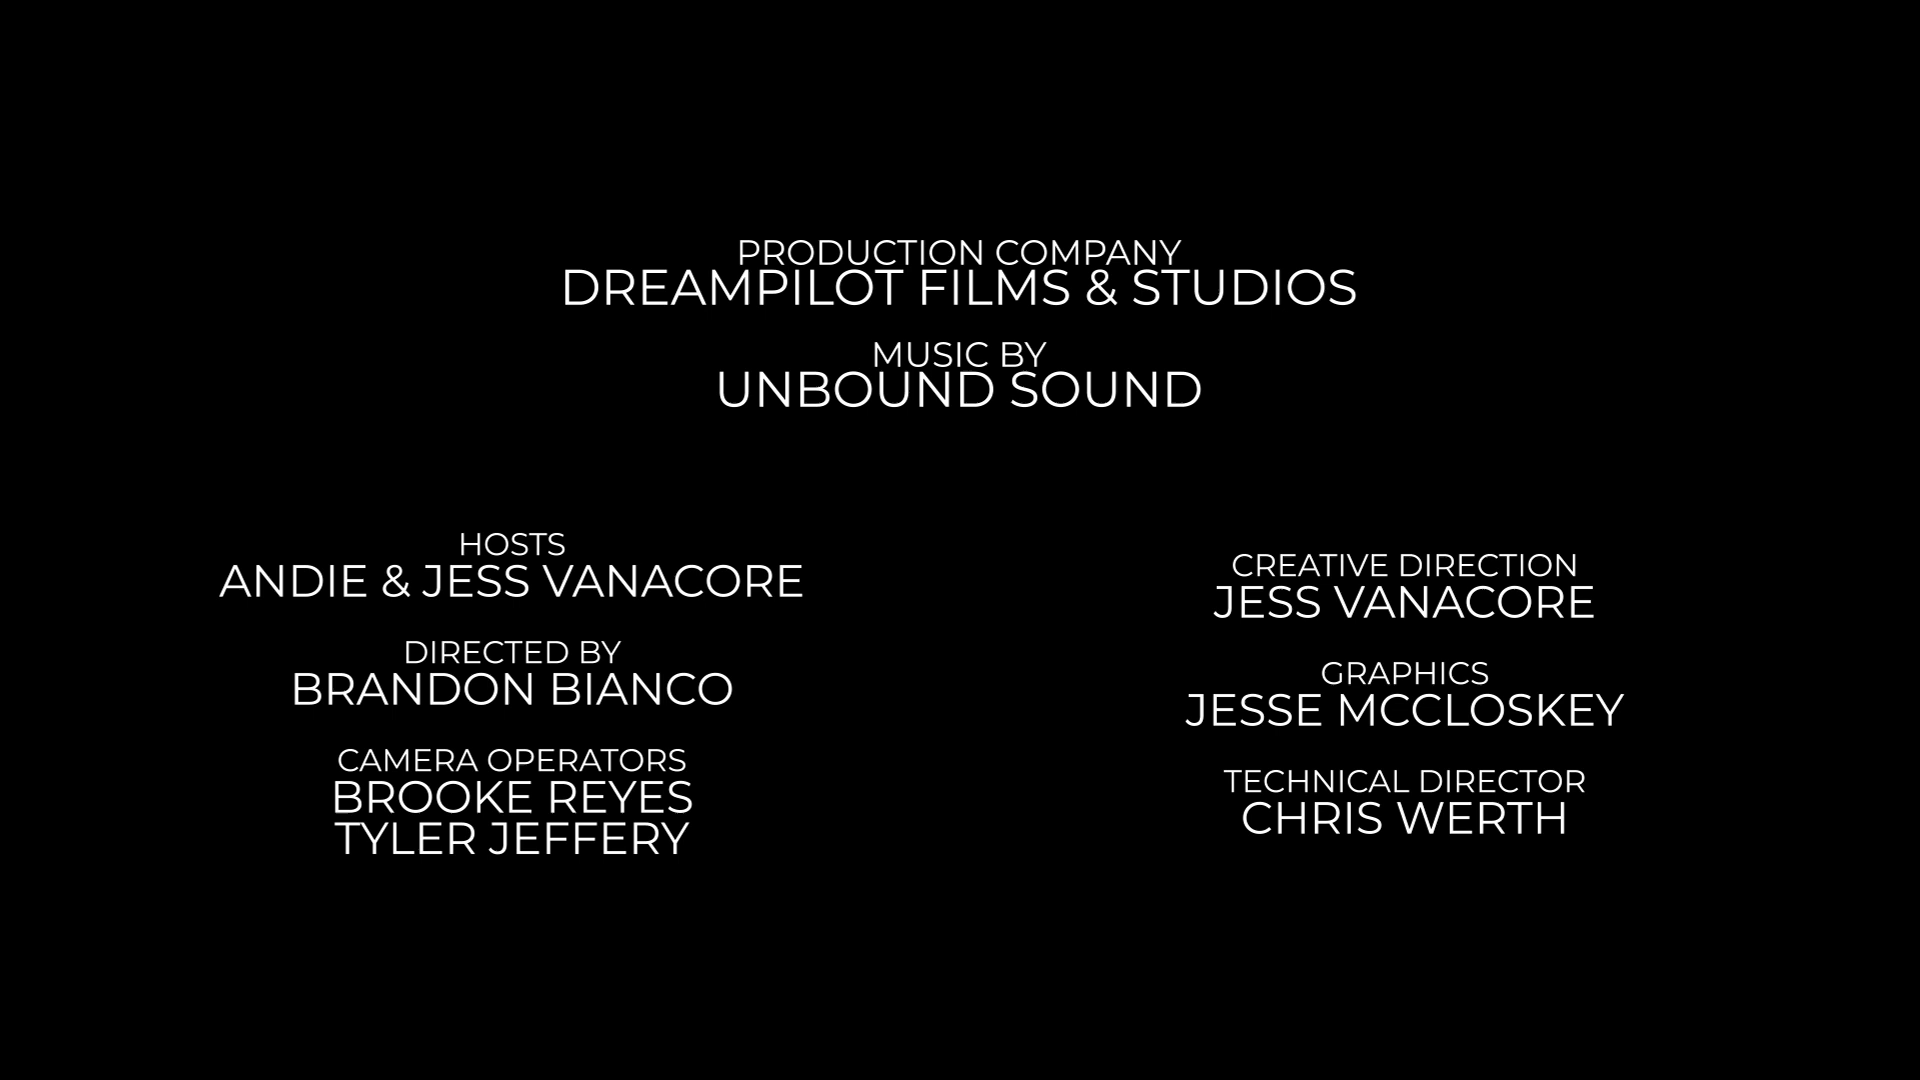 PRODUCTION COMPANY
DREAMPILOT FILMS & STUDIOS
MUSIC BY
UNBOUND SOUND
HOSTS
ANDIE & JESS VANACORE
DIRECTED BY
BRANDON BIANCO
CAMERA OPERATORS
BROOKE REYES
TYLER JEFFERY
CREATIVE DIRECTION
JESS VANACORE
GRAPHICS
JESSE MCCLOSKEY
TECHNICAL DIRECTOR
CHRIS WERTH